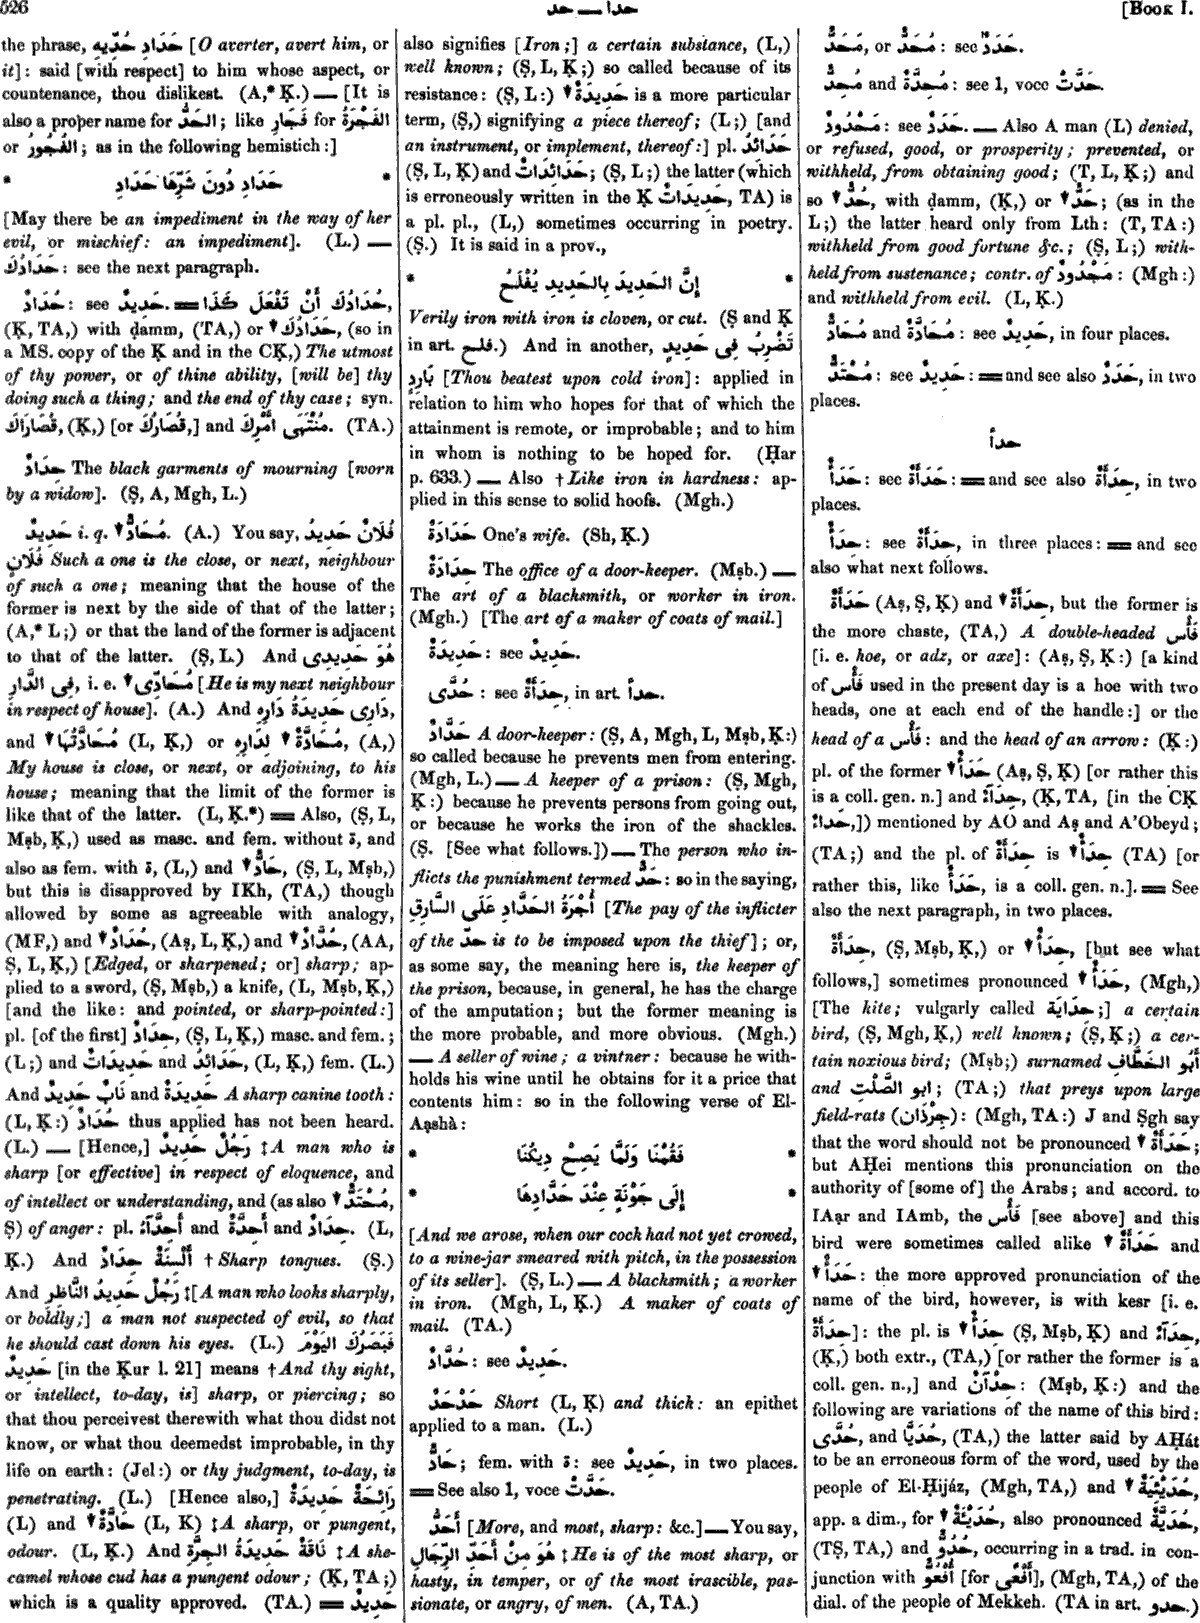 526
حدا — حد
[Book I.
the phrase, حَدَادِ حُدِّيهِ [O averter, avert him, or
it]: said [with respect] to him whose aspect, or
countenance, thou dislikest. (A,* Ḳ.) — [It is
also a proper name for الحَدُّ; like فَجَارِ for الفَجْرَةُ
or الفُجُورُ; as in the following hemistich:]
* حَدَادِ دُونَ شَرِّهَا حَدَادِ *
[May there be an impediment in the way of her
evil, or mischief: an impediment]. (L.) —
حَدَادُكَ: see the next paragraph.
حُدَادٌ: see حَدِيدٌ. ═ حُدَادُكَ أَنْ تَفْعَلَ كَذَا,
(Ḳ, TA,) with ḍamm, (TA,) or ▾ حَدَادُكَ, (so in
a MS. copy of the Ḳ and in the CḲ,) The utmost
of thy power, or of thine ability, [will be] thy
doing such a thing; and the end of thy case; syn.
قُصَارَاكَ, (Ḳ,) [or قُصَارُكَ,] and مُنْتَهَى أَمْرِكَ. (TA.)
حِدَادٌ The black garments of mourning [worn
by a widow]. (Ṣ, A, Mgh, L.)
حَدِيدٌ i. q. ▾ مُحَادٌّ. (A.) You say, فُلَانٌ حَدِيدُ
فُلَانٍ Such a one is the close, or next, neighbour
of such a one; meaning that the house of the
former is next by the side of that of the latter;
(A,* L;) or that the land of the former is adjacent
to that of the latter. (Ṣ, L.) And هُوَ حَدِيدِى
فِى الدَّارِ, i. e. ▾ مُحَادِّى [He is my next neighbour
in respect of house]. (A.) And دَارِى حَدِيدَةُ دَارِهِ,
and ▾ مُحَادَّتُهَا (L, Ḳ,) or ▾ مُحَادَّةٌ لِدَارِهِ, (A,)
My house is close, or next, or adjoining, to his
house; meaning that the limit of the former is
like that of the latter. (L, Ḳ.*) ═ Also, (Ṣ, L,
Mṣb, Ḳ,) used as masc. and fem. without ة, and
also as fem. with ة, (L,) and ▾ حَادٌّ, (Ṣ, L, Mṣb,)
but this is disapproved by IKh, (TA,) though
allowed by some as agreeable with analogy,
(MF,) and ▾ حُدَادٌ, (Aṣ, L, Ḳ,) and ▾ حُدَّادٌ, (AA,
Ṣ, L, Ḳ,) [Edged, or sharpened; or] sharp; ap-
plied to a sword, (Ṣ, Mṣb,) a knife, (L, Mṣb, Ḳ,)
[and the like: and pointed, or sharp-pointed:]
pl. [of the first] حِدَادٌ, (Ṣ, L, Ḳ,) masc. and fem.;
(L;) and حَدِيدَاتٌ and حَدَائِدُ, (L, Ḳ,) fem. (L.)
And نَابٌ حَدِيدٌ and حَدِيدَةٌ A sharp canine tooth:
(L, Ḳ:) حِدَادٌ thus applied has not been heard.
(L.) — [Hence,] رَجُلٌ حَدِيدٌ ‡ A man who is
sharp [or effective] in respect of eloquence, and
of intellect or understanding, and (as also ▾ مُحْتَدٌّ,
Ṣ) of anger: pl. أَحِدَّآءُ and أَحِدَّةٌ and حِدَادٌ. (L,
Ḳ.) And أَلْسِنَةٌ حِدَادٌ † Sharp tongues. (Ṣ.)
And رَجُلٌ حَدِيدُ النَّاظِرِ ‡ [A man who looks sharply,
or boldly;] a man not suspected of evil, so that
he should cast down his eyes. (L.) فَبَصَرُكَ اليَوْمَ
حَدِيدٌ [in the Ḳur l. 21] means † And thy sight,
or intellect, to-day, is] sharp, or piercing; so
that thou perceivest therewith what thou didst not
know, or what thou deemedst improbable, in thy
life on earth: (Jel:) or thy judgment, to-day, is
penetrating. (L.) [Hence also,] رَائِحَةٌ حَدِيدَةٌ
(L) and ▾ حَادَّةٌ (L, Ḳ) ‡ A sharp, or pungent,
odour. (L, Ḳ.) And نَاقَةٌ حَدِيدَةُ الجِرَّةِ ‡ A she-
camel whose cud has a pungent odour; (Ḳ, TA;)
which is a quality approved. (TA.) ═ حَدِيدٌ
also signifies [Iron;] a certain substance, (L,)
well known; (Ṣ, L, Ḳ;) so called because of its
resistance: (Ṣ, L:) ▾ حَدِيدَةٌ is a more particular
term, (Ṣ,) signifying a piece thereof; (L;) [and
an instrument, or implement, thereof:] pl. حَدَائِدُ
(Ṣ, L, Ḳ) and حَدَائِدَاتٌ; (Ṣ, L;) the latter (which
is erroneously written in the Ḳ حَدِيدَاتٌ, TA) is
a pl. pl., (L,) sometimes occurring in poetry.
(Ṣ.) It is said in a prov.,
* إِنَّ الحَدِيدَ بِالحَدِيدِ يُفْلَحُ *
Verily iron with iron is cloven, or cut. (Ṣ and Ḳ
in art. فلح.) And in another, تَضْرِبُ فِى حَدِيدٍ
بَارِدٍ [Thou beatest upon cold iron]: applied in
relation to him who hopes for that of which the
attainment is remote, or improbable; and to him
in whom is nothing to be hoped for. (Ḥar
p. 633.) — Also † Like iron in hardness: ap-
plied in this sense to solid hoofs. (Mgh.)
حَدَادَةٌ One's wife. (Sh, Ḳ.)
حِدَادَةٌ The office of a door-keeper. (Mṣb.) —
The art of a blacksmith, or worker in iron.
(Mgh.) [The art of a maker of coats of mail.]
حَدِيدَةٌ: see حَدِيدٌ.
حُدَّى: see حِدَأَةٌ, in art. حدأ.
حَدَّادٌ A door-keeper: (Ṣ, A, Mgh, L, Mṣb, Ḳ:)
so called because he prevents men from entering.
(Mgh, L.) — A keeper of a prison: (Ṣ, Mgh,
Ḳ:) because he prevents persons from going out,
or because he works the iron of the shackles.
(Ṣ. [See what follows.]) — The person who in-
flicts the punishment termed حَدٌّ: so in the saying,
أُجْرَةُ الحَدَّادِ عَلَى السَّارِقِ [The pay of the inflicter
of the حدّ is to be imposed upon the thief]; or,
as some say, the meaning here is, the keeper of
the prison, because, in general, he has the charge
of the amputation; but the former meaning is
the more probable, and more obvious. (Mgh.)
— A seller of wine; a vintner: because he with-
holds his wine until he obtains for it a price that
contents him: so in the following verse of El-
Aạshà:
* فَقُمْنَا وَلَمَّا يَصِحْ دِيكُنَا *
* إِلَى جَوْنَةٍ عِنْدَ حَدَّادِهَا *
[And we arose, when our cock had not yet crowed,
to a wine-jar smeared with pitch, in the possession
of its seller]. (Ṣ, L.) — A blacksmith; a worker
in iron. (Mgh, L, Ḳ.) A maker of coats of
mail. (TA.)
حُدَّادٌ: see حَدِيدٌ.
حَدْحَدٌ Short (L, Ḳ) and thick: an epithet
applied to a man. (L.)
حَادٌّ; fem. with ة: see حَدِيدٌ, in two places.
═ See also 1, voce حَدَّتْ.
أَحَدُّ [More, and most, sharp: &c.] — You say,
هُوَ مِنْ أَحَدِّ الرِّجَالِ ‡ He is of the most sharp, or
hasty, in temper, or of the most irascible, pas-
sionate, or angry, of men. (A, TA.)
مَحَدٌّ, or مُحَدٌّ: see حَدَدٌ.
مُحِدٌّ and مُحِدَّةٌ: see 1, voce حَدَّتْ.
مَحْدُودٌ: see حَدَدٌ. — Also A man (L) denied,
or refused, good, or prosperity; prevented, or
withheld, from obtaining good; (T, L, Ḳ;) and
so ▾ حُدٌّ, with ḍamm, (Ḳ,) or ▾ حَدٌّ; (as in the
L;) the latter heard only from Lth: (T, TA:)
withheld from good fortune &c.; (Ṣ, L;) with-
held from sustenance; contr. of مَجْدُودٌ: (Mgh:)
and withheld from evil. (L, Ḳ.)
مُحَادٌّ and مُحَادَّةٌ: see حَدِيدٌ, in four places.
مُحْتَدٌّ: see حَدِيدٌ: ═ and see also حَدَدٌ, in two
places.
حدأ
حَدَأٌ: see حَدَأَةٌ: ═ and see also حِدَأَةٌ, in two
places.
حِدَأٌ: see حِدَأَةٌ, in three places: ═ and see
also what next follows.
حَدَأَةٌ (Aṣ, Ṣ, Ḳ) and ▾ حِدَأَةٌ, but the former is
the more chaste, (TA,) A double-headed فَأْس
[i. e. hoe, or adz, or axe]: (Aṣ, Ṣ, Ḳ:) [a kind
of فَأْس used in the present day is a hoe with two
heads, one at each end of the handle:] or the
head of a فَأْس: and the head of an arrow: (Ḳ:)
pl. of the former ▾ حَدَأٌ (Aṣ, Ṣ, Ḳ) [or rather this
is a coll. gen. n.] and حِدَآءٌ, (Ḳ, TA, [in the CḲ
حداءٌ,]) mentioned by AO and Aṣ and A'Obeyd;
(TA;) and the pl. of حِدَأَةٌ is ▾ حِدَأٌ (TA) [or
rather this, like حَدَأٌ, is a coll. gen. n.]. ═ See
also the next paragraph, in two places.
حِدَأَةٌ, (Ṣ, Mṣb, Ḳ,) or ▾ حِدَأٌ, [but see what
follows,] sometimes pronounced ▾ حَدَأٌ, (Mgh,)
[The kite; vulgarly called حِدَايَة;] a certain
bird, (Ṣ, Mgh, Ḳ,) well known; (Ṣ, Ḳ;) a cer-
tain noxious bird; (Mṣb;) surnamed أَبُو الخَطَّافِ
and ابو الصَّلْتِ; (TA;) that preys upon large
field-rats (جِرْذَان): (Mgh, TA:) J and Ṣgh say
that the word should not be pronounced ▾ حَدَأَةٌ;
but AḤei mentions this pronunciation on the
authority of [some of] the Arabs; and accord. to
IAạr and IAmb, the فَأْس [see above] and this
bird were sometimes called alike ▾ حَدَأَةٌ and
▾ حَدَأٌ: the more approved pronunciation of the
name of the bird, however, is with kesr [i. e.
حِدَأَةٌ]: the pl. is ▾ حِدَأٌ (Ṣ, Mṣb, Ḳ) and حِدَآءٌ,
(Ḳ,) both extr., (TA,) [or rather the former is a
coll. gen. n.,] and حِدْآنٌ: (Mṣb, Ḳ:) and the
following are variations of the name of this bird:
حُدَّى, and حُدَيَّا, (TA,) the latter said by AḤát
to be an erroneous form of the word, used by the
people of El-Ḥijáz, (Mgh, TA,) and ▾ حُدَيْئِيَةٌ,
app. a dim., for ▾ حُدَيْئَةٌ, also pronounced حُدَيَّةٌ,
(TṢ, TA,) and حُدَوٌّ, occurring in a trad. in con-
junction with أَفْعَوٌ [for أَفْعًى], (Mgh, TA,) of the
dial. of the people of Mekkeh. (TA in art. حدو.)